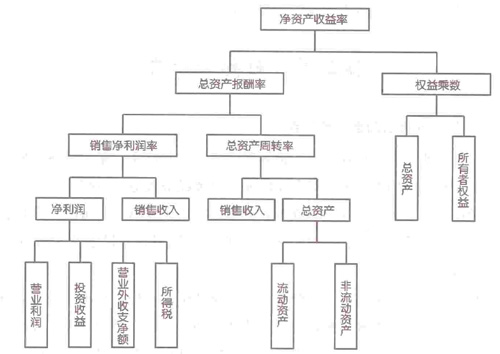 净资产收益率
总资产报酬率
权益乘数
销售净利润率
总资产周转率
总资产
所有者权益
净利润
销售收入
销售收入
总资产
营业利润
投资收益
营业外收支净额
所得税
流动资产
非流动资产